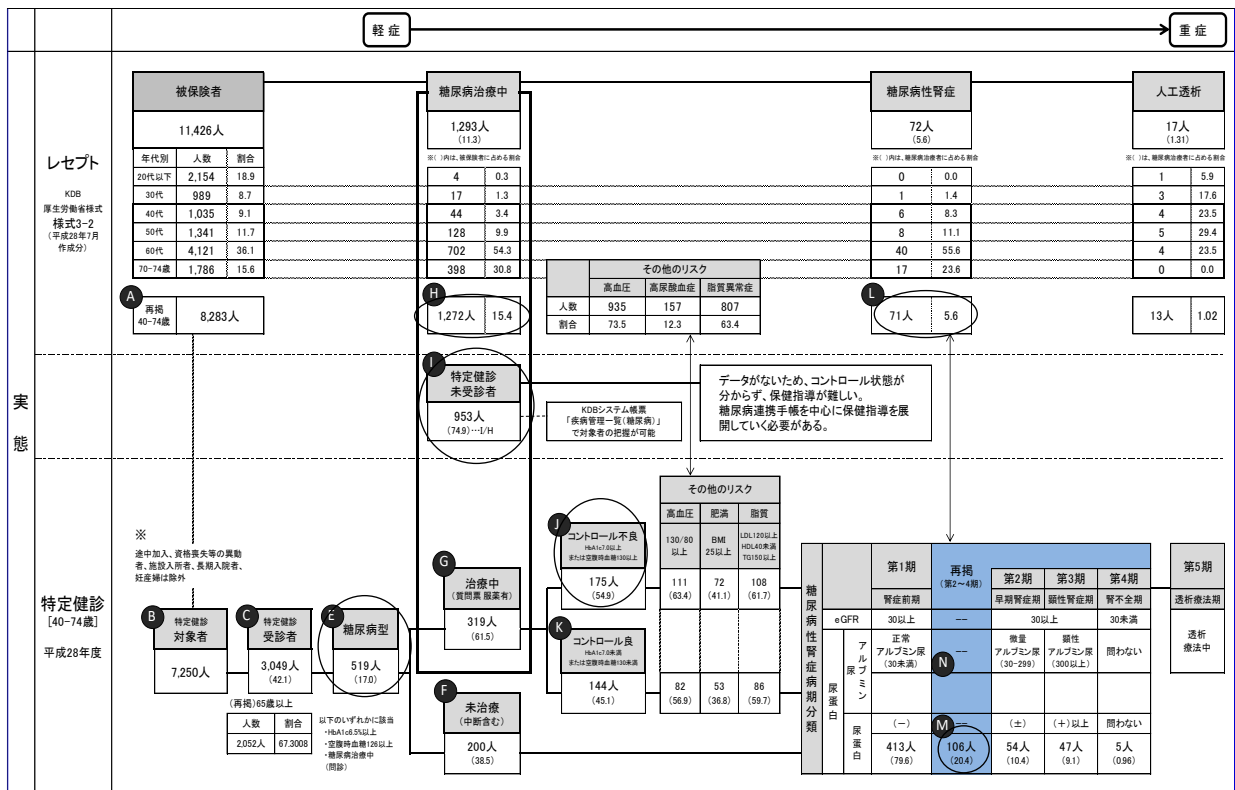 軽症
重症
実態
レセプト
KDB
厚生労働省様式
様式3-2
(平成28年7月
作成分)
被保険者
11,426人
年代別 人数 割合
20代以下 2,154 18.9
30代 989 8.7
40代 1,035 9.1
50代 1,341 11.7
60代 4,121 36.1
70-74歳 1,786 15.6
A
再掲
40-74歳
8,283人
糖尿病治療中
1,293人
(11.3)
※( )内は、被保険者に占める割合
4 0.3
17 1.3
44 3.4
128 9.9
702 54.3
398 30.8
H
1,272人 15.4
その他のリスク
高血圧 高尿酸血症 脂質異常症
人数 935 157 807
割合 73.5 12.3 63.4
糖尿病性腎症
72人
(5.6)
※( )内は、糖尿病治療者に占める割合
0 0.0
1 1.4
6 8.3
8 11.1
40 55.6
17 23.6
L
71人 5.6
人工透析
17人
(1.31)
※( )は、糖尿病治療者に占める割合
1 5.9
3 17.6
4 23.5
5 29.4
4 23.5
0 0.0
13人 1.02
I
特定健診
未受診者
953人
(74.9)…I/H
KDBシステム帳票
「疾病管理一覧(糖尿病)」
で対象者の把握が可能
データがないため、コントロール状態が
分からず、保健指導が難しい。
糖尿病連携手帳を中心に保健指導を展
開していく必要がある。
特定健診
[40-74歳]
平成28年度
※
途中加入、資格喪失等の異動
者、施設入所者、長期入院者、
妊産婦は除外
B
特定健診
対象者
7,250人
C
特定健診
受診者
3,049人
(42.1)
(再掲)65歳以上
人数 割合
2,052人 67.3008
E
糖尿病型
519人
(17.0)
以下のいずれかに該当
・HbA1c6.5%以上
・空腹時血糖126以上
・糖尿病治療中
(問診)
G
治療中
(質問票 服薬有)
319人
(61.5)
F
未治療
(中断含む)
200人
(38.5)
J
コントロール不良
HbA1c7.0以上
または空腹時血糖130以上
175人
(54.9)
K
コントロール良
HbA1c7.0未満
または空腹時血糖130未満
144人
(45.1)
その他のリスク
高血圧 肥満 脂質
130/80
以上
BMI
25以上
LDL120以上
HDL40未満
TG150以上
111 72 108
(63.4) (41.1) (61.7)
82 53 86
(56.9) (36.8) (59.7)
糖尿病性腎症病期分類
第1期
腎症前期
再掲
(第2～4期)
第2期 第3期 第4期
早期腎症期 顕性腎症期 腎不全期
第5期
透析療法期
eGFR 30以上 -- 30以上 30未満
尿蛋白
尿アルブミン
正常
アルブミン尿
(30未満)
--
N
微量
アルブミン尿
(30-299)
顕性
アルブミン尿
(300以上)
問わない
透析
療法中
尿蛋白
(－) -- (±) (＋)以上 問わない
M
413人 106人 54人 47人 5人
(79.6) (20.4) (10.4) (9.1) (0.96)